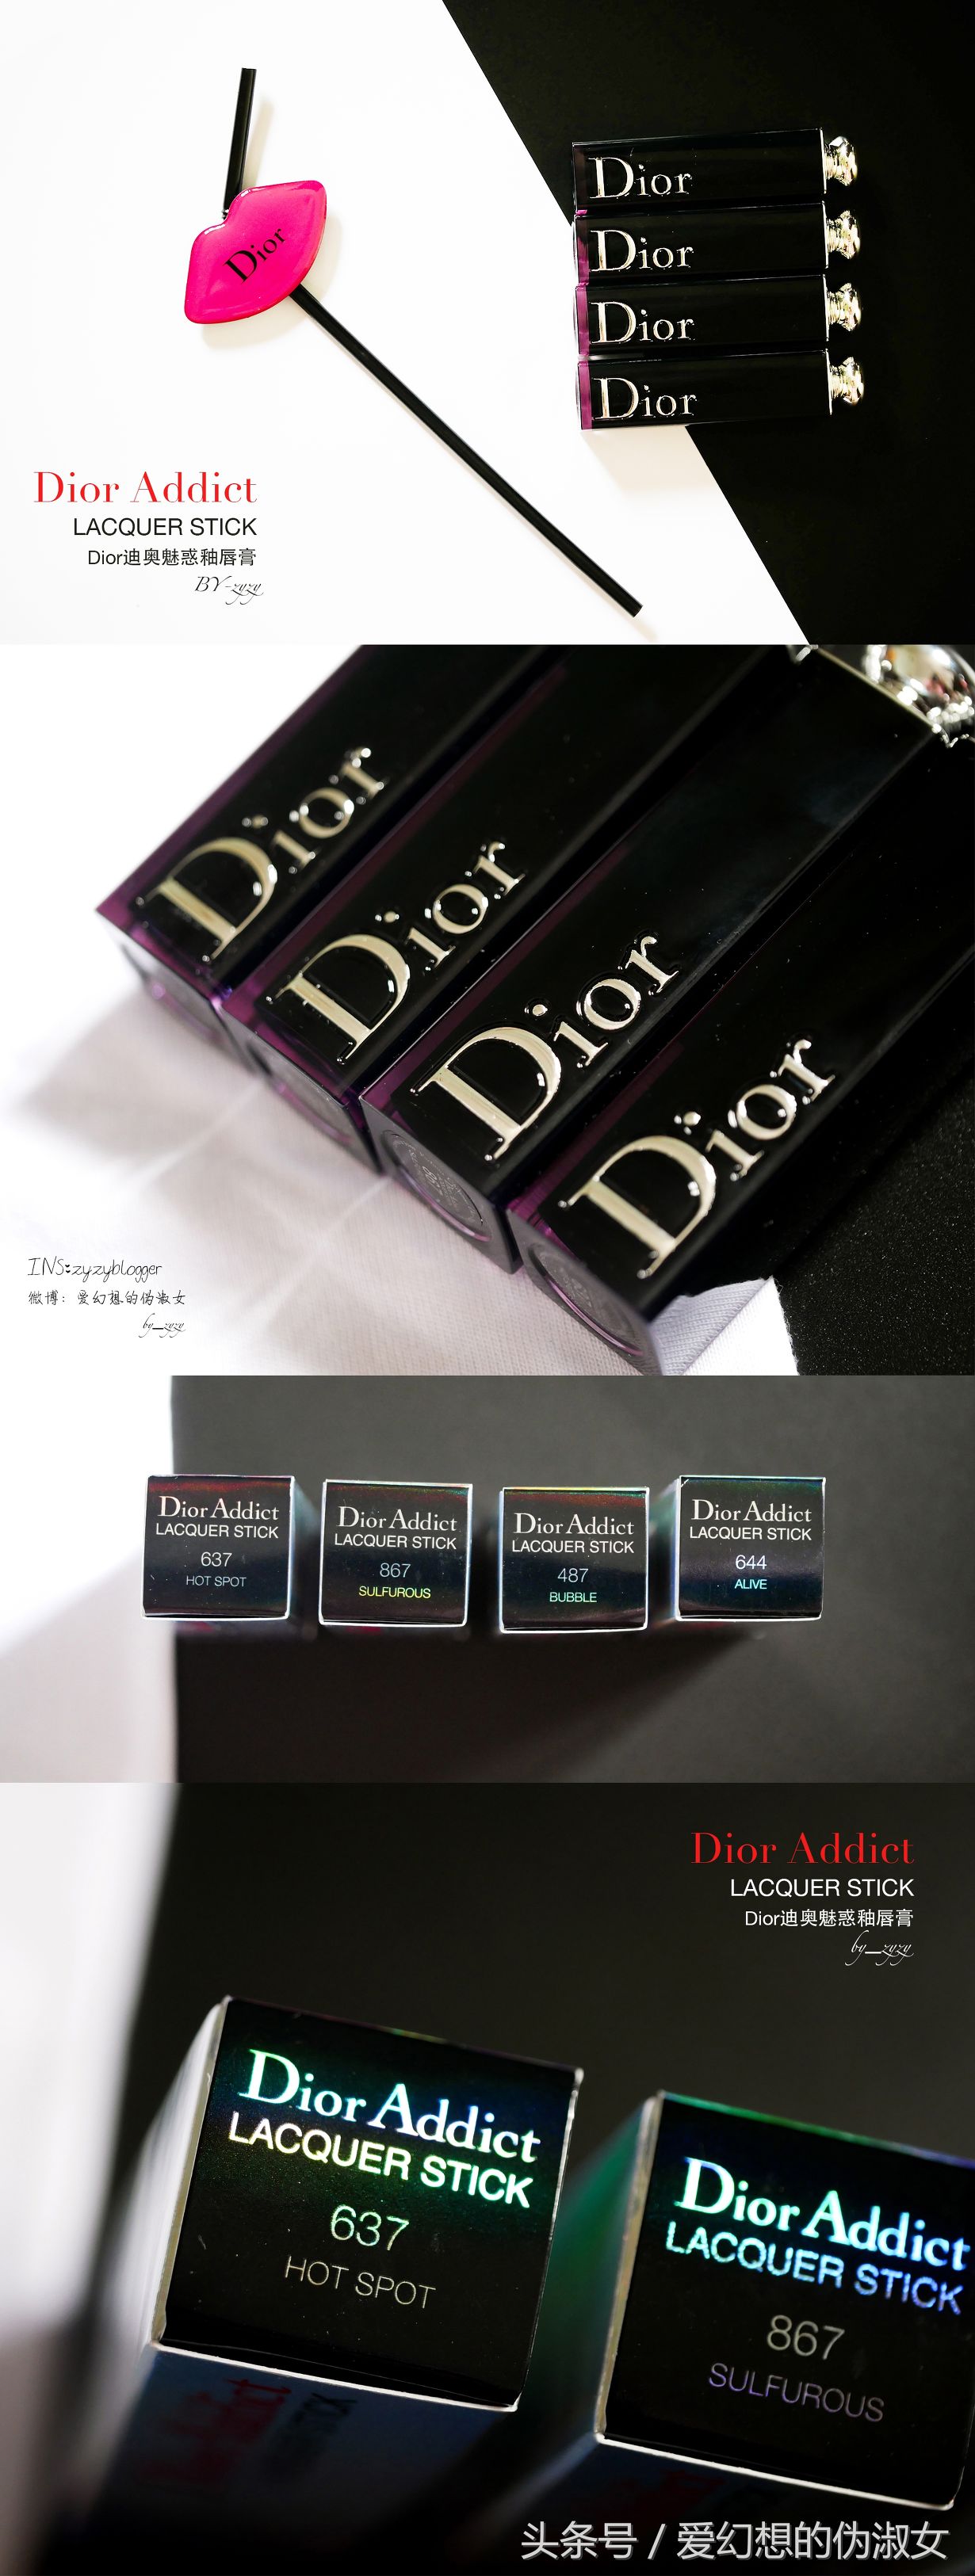 Dior
Dior
Dior
Dior
Dior
Dior Addict
LACQUER STICK
Dior迪奥魅惑釉唇膏
BY-zyzy
Dior
Dior
Dior
Dior
INS:zyzyblogger
微博：爱幻想的伪淑女
by_zyzy
Dior Addict
LACQUER STICK
637
HOT SPOT
Dior Addict
LACQUER STICK
867
SULFUROUS
Dior Addict
LACQUER STICK
487
BUBBLE
Dior Addict
LACQUER STICK
644
ALIVE
Dior Addict
LACQUER STICK
Dior迪奥魅惑釉唇膏
by_zyzy
Dior Addict
LACQUER STICK
637
HOT SPOT
Dior Addict
LACQUER STICK
867
SULFUROUS
头条号 / 爱幻想的伪淑女